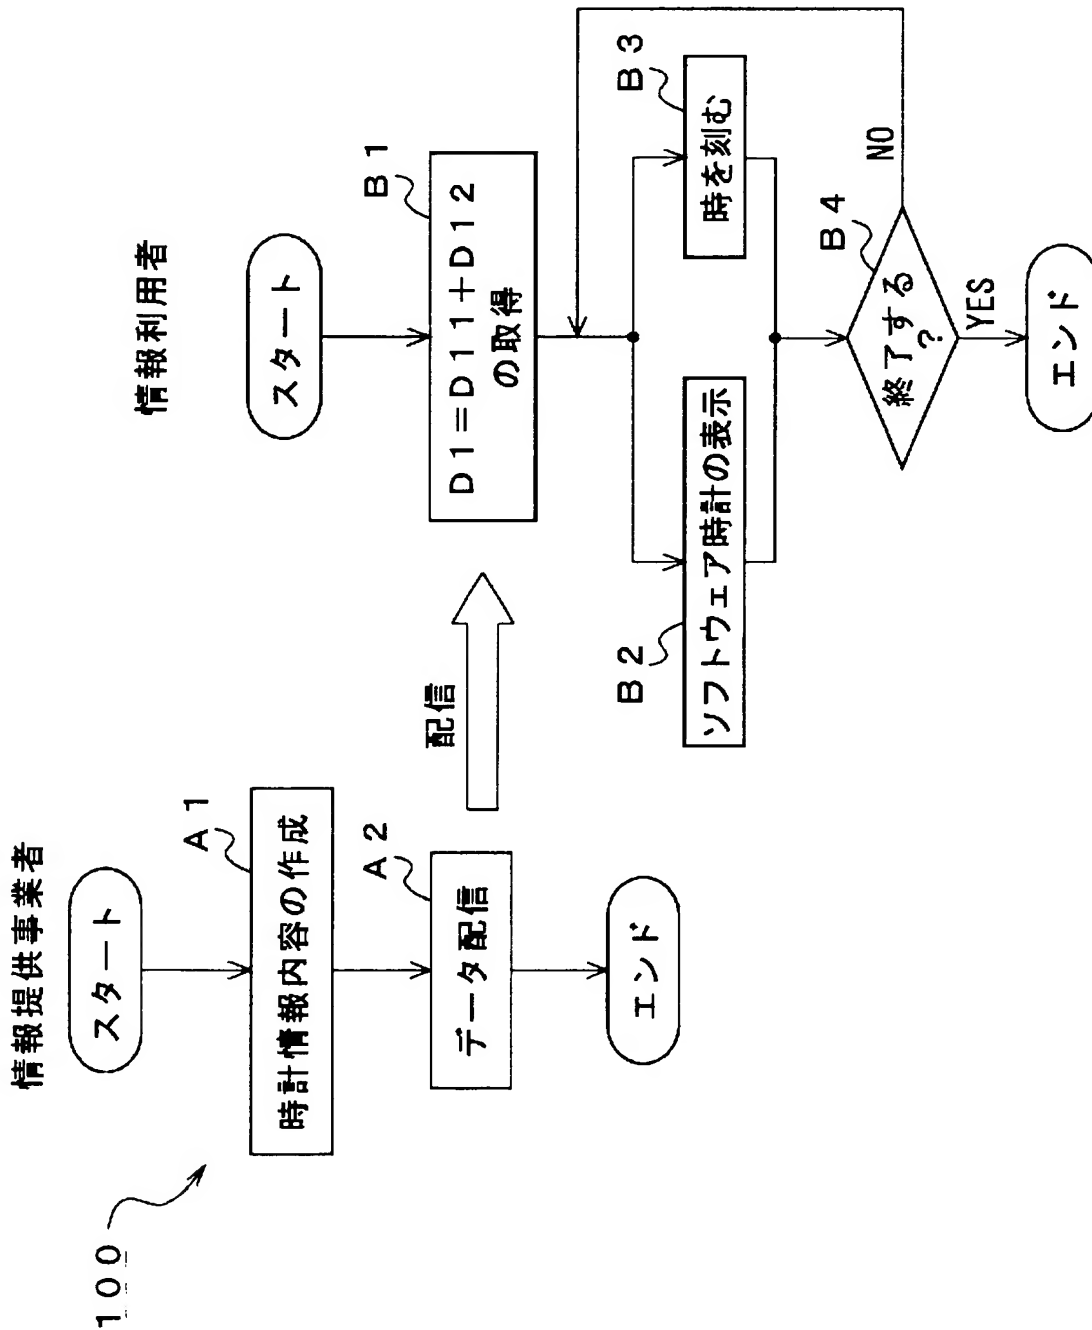 １００
情報提供事業者
スタート
Ａ１
時計情報内容の作成
Ａ２
データ配信
エンド
配信
情報利用者
スタート
Ｂ１
Ｄ１＝Ｄ１１＋Ｄ１２
の取得
Ｂ２
ソフトウェア時計の表示
Ｂ３
時を刻む
Ｂ４
終了する
？
NO
YES
エンド